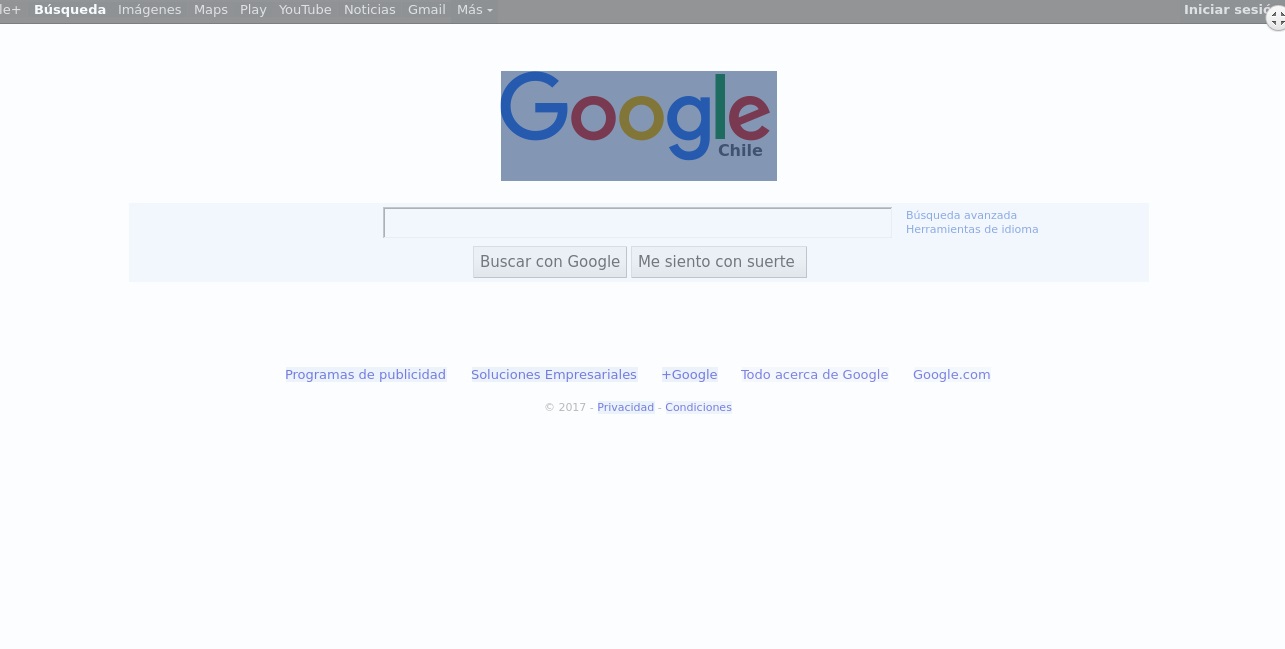 le+ Búsqueda Imágenes Maps Play YouTube Noticias Gmail Más Iniciar sesió
Google
Chile
Búsqueda avanzada
Herramientas de idioma
Buscar con Google Me siento con suerte
Programas de publicidad Soluciones Empresariales +Google Todo acerca de Google Google.com
© 2017 - Privacidad - Condiciones